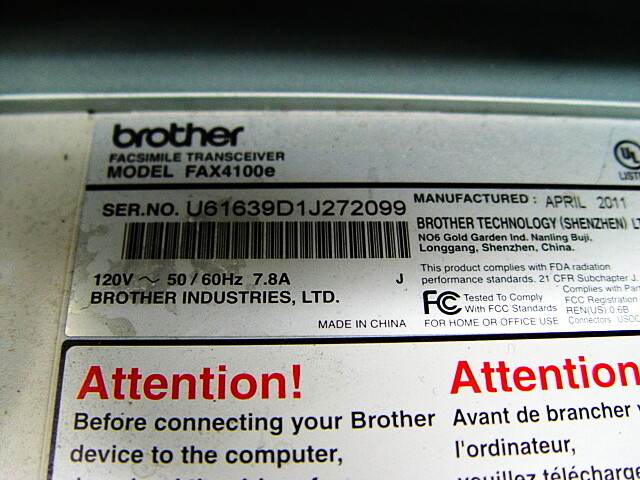 brother
FACSIMILE TRANSCEIVER
MODEL FAX4100e
UL
SER.NO. U61639D1J272099
MANUFACTURED: APRIL 2011
BROTHER TECHNOLOGY (SHENZHEN)
NO6 Gold Garden Ind. Nanling Buji,
Longgang, Shenzhen, China.
120V ~ 50/60Hz 7.8A J
BROTHER INDUSTRIES, LTD.
MADE IN CHINA
This product complies with FDA radiation
performance standards, 21 CFR Subchapter J.
FC Tested To Comply
With FCC Standards
FOR HOME OR OFFICE USE
Complies with
FCC Registration
REN(US):0.6B
Connectors
Attention!
Before connecting your Brother
device to the computer,
Attention
Avant de brancher
l'ordinateur,